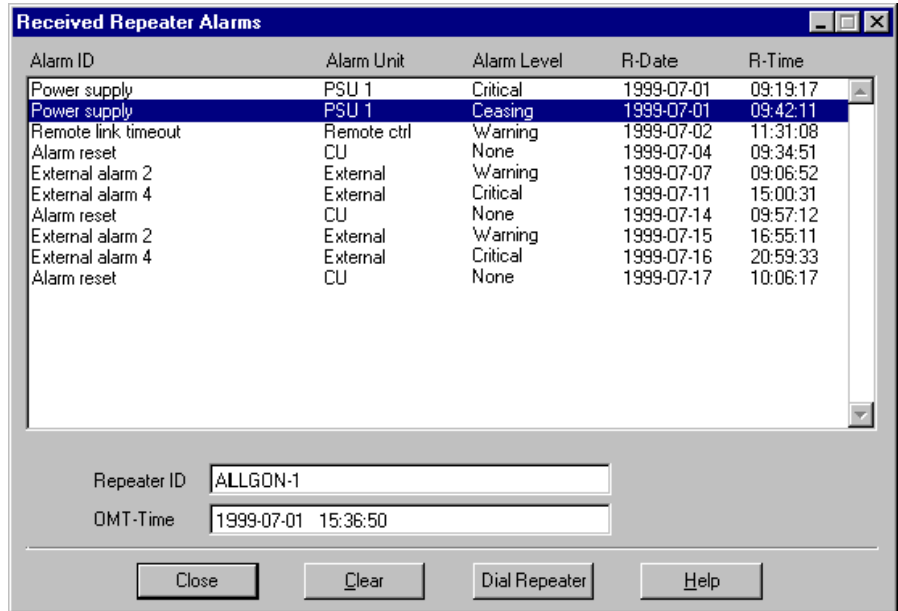 Received Repeater Alarms
Alarm ID Alarm Unit Alarm Level R-Date R-Time
Power supply PSU 1 Critical 1999-07-01 09:19:17
Power supply PSU 1 Ceasing 1999-07-01 09:42:11
Remote link timeout Remote ctrl Warning 1999-07-02 11:31:08
Alarm reset CU None 1999-07-04 09:34:51
External alarm 2 External Warning 1999-07-07 09:06:52
External alarm 4 External Critical 1999-07-11 15:00:31
Alarm reset CU None 1999-07-14 09:57:12
External alarm 2 External Warning 1999-07-15 16:55:11
External alarm 4 External Critical 1999-07-16 20:59:33
Alarm reset CU None 1999-07-17 10:06:17
Repeater ID ALLGON-1
OMT-Time 1999-07-01 15:36:50
Close Clear Dial Repeater Help